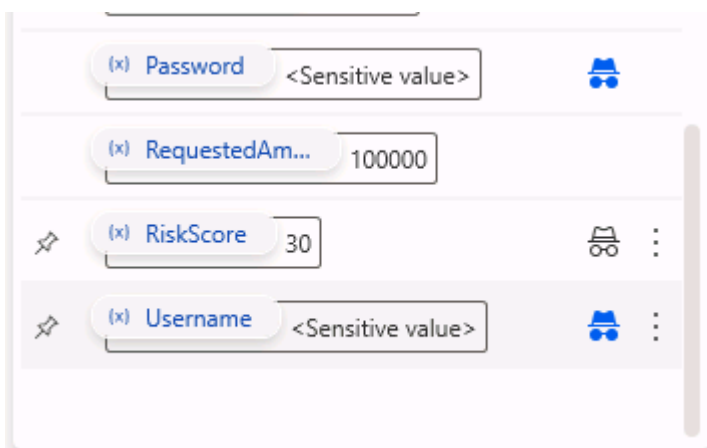 (x) Password <Sensitive value>
(x) RequestedAm... 100000
(x) RiskScore 30
(x) Username <Sensitive value>